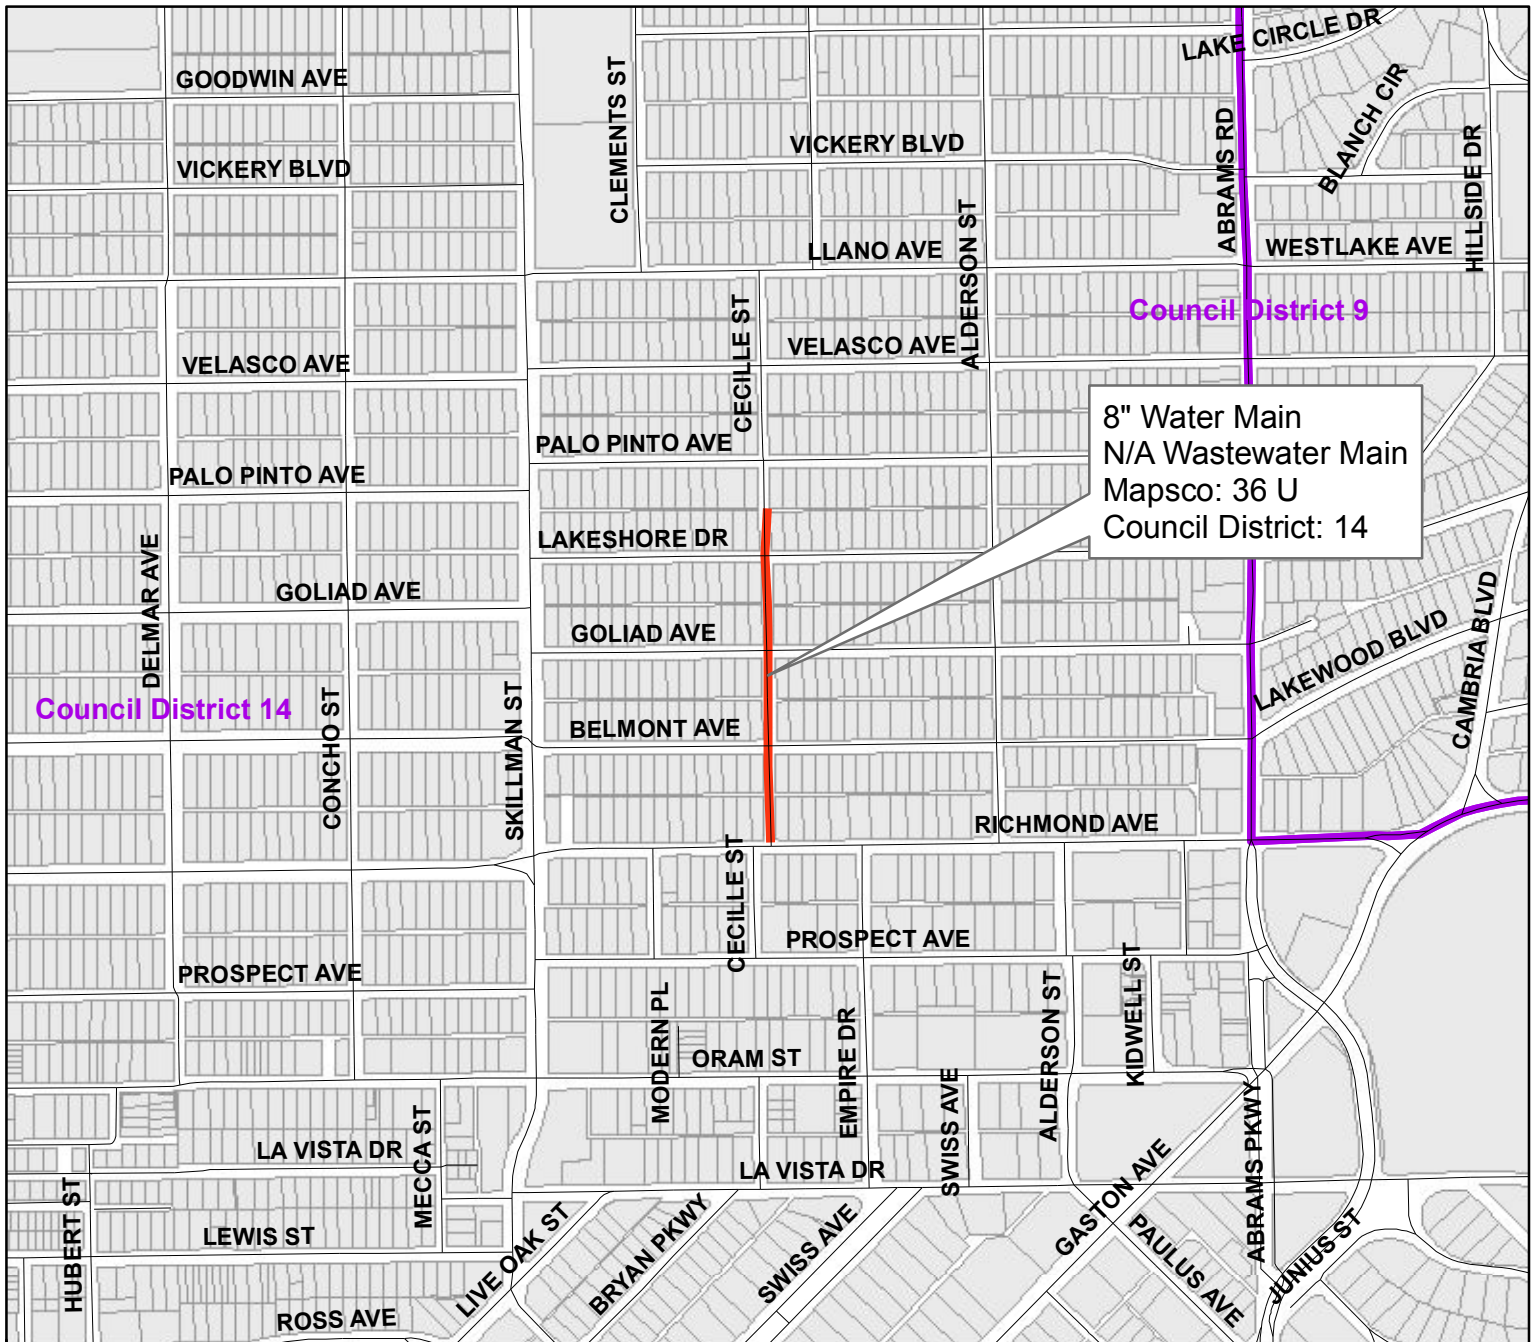 LAKE CIRCLE DR
GOODWIN AVE
CLEMENTS ST
BLANCH CIR
VICKERY BLVD
ABRAMS RD
HILLSIDE DR
VICKERY BLVD
LLANO AVE
ALDERSON ST
WESTLAKE AVE
Council District 9
CECILLE ST
VELASCO AVE
VELASCO AVE
8" Water Main
N/A Wastewater Main
Mapsco: 36 U
Council District: 14
PALO PINTO AVE
PALO PINTO AVE
LAKESHORE DR
DELMAR AVE
GOLIAD AVE
GOLIAD AVE
LAKEWOOD BLVD
CAMBRIA BLVD
Council District 14
CONCHO ST
SKILLMAN ST
BELMONT AVE
RICHMOND AVE
CECILLE ST
PROSPECT AVE
PROSPECT AVE
MODERN PL
ORAM ST
EMPIRE DR
ALDERSON ST
KIDWELL ST
MECCA ST
LA VISTA DR
LA VISTA DR
SWISS AVE
GASTON AVE
ABRAMS PKWY
HUBERT ST
LEWIS ST
LIVE OAK ST
BRYAN PKWY
SWISS AVE
PAULUS AVE
JUNIUS ST
ROSS AVE